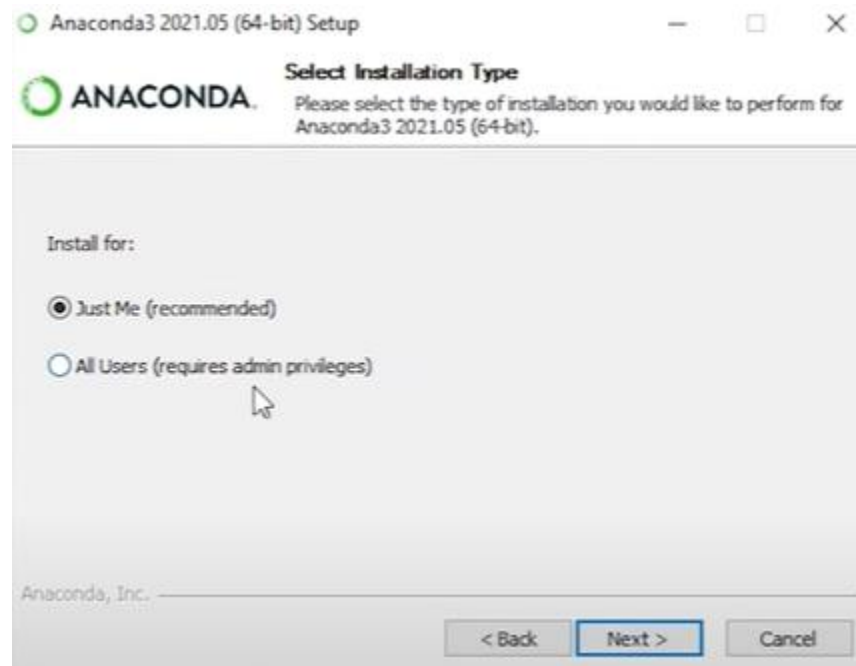 Anaconda3 2021.05 (64-bit) Setup
ANACONDA.
Select Installation Type
Please select the type of installation you would like to perform for
Anaconda3 2021.05 (64-bit).
Install for:
Just Me (recommended)
All Users (requires admin privileges)
Anaconda, Inc.
< Back
Next >
Cancel